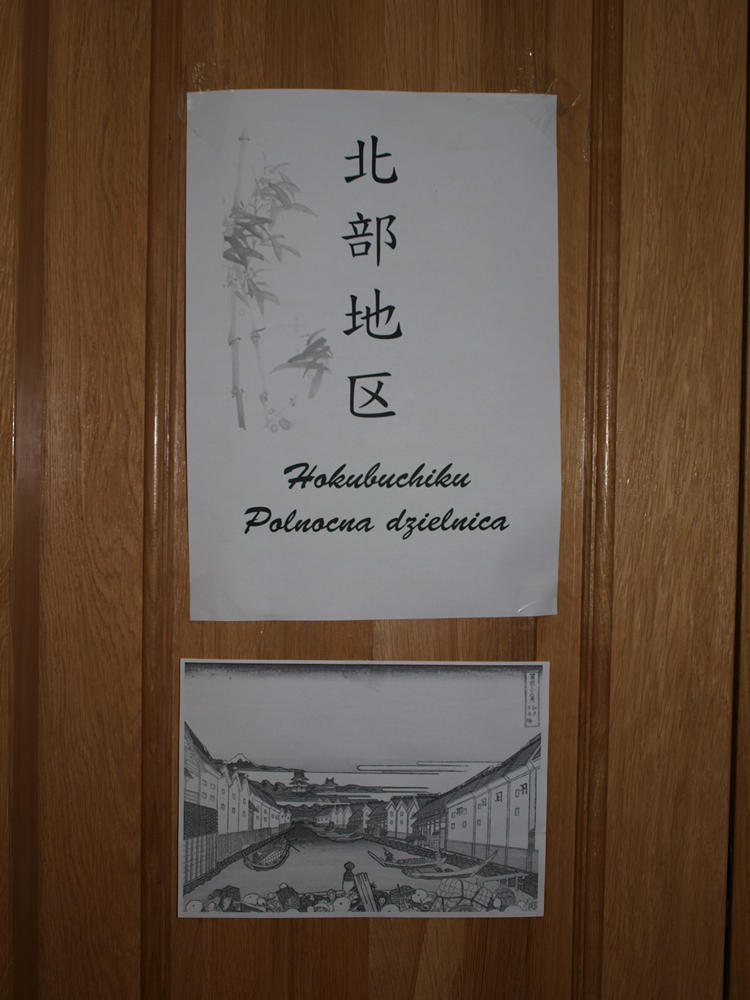 北部地区
Hokubuchiku
Polnocna dzielnica